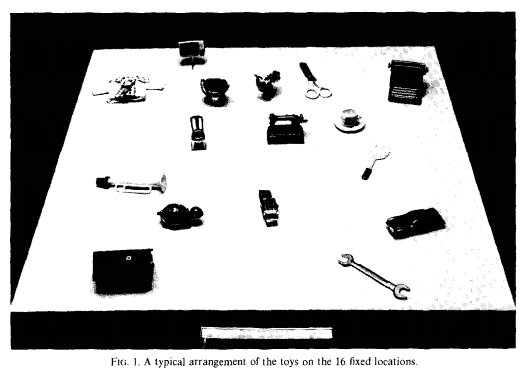 FIG. 1. A typical arrangement of the toys on the 16 fixed locations.